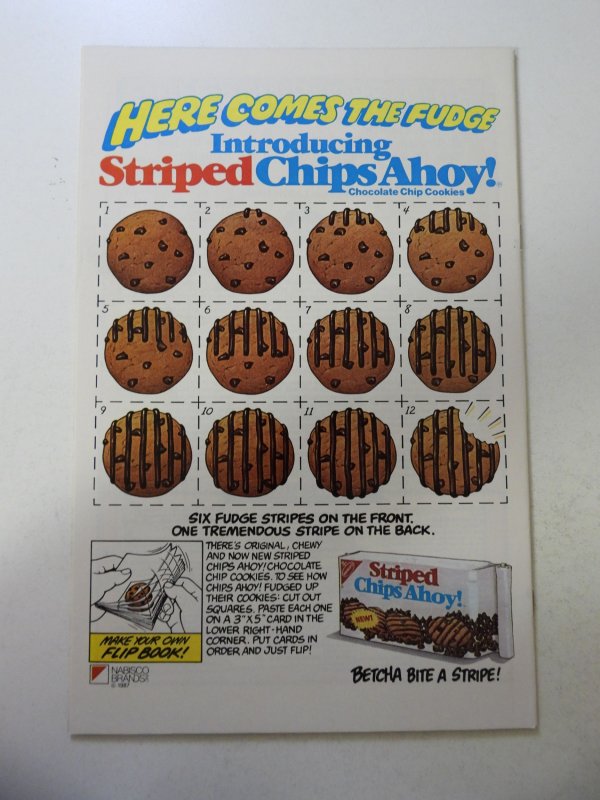 HERE COMES THE FUDGE
Introducing
Striped Chips Ahoy!
Chocolate Chip Cookies
1 2 3 4
5 6 7 8
9 10 11 12
SIX FUDGE STRIPES ON THE FRONT.
ONE TREMENDOUS STRIPE ON THE BACK.
THERE'S ORIGINAL, CHEWY
AND NOW NEW STRIPED
CHIPS AHOY! CHOCOLATE
CHIP COOKIES. TO SEE HOW
CHIPS AHOY! FUDGED UP
THEIR COOKIES: CUT OUT
SQUARES. PASTE EACH ONE
ON A 3"X5" CARD IN THE
LOWER RIGHT-HAND
CORNER. PUT CARDS IN
ORDER AND JUST FLIP!
MAKE YOUR OWN
FLIP BOOK!
NABISCO
BRANDS
© 1987
Striped
Chips Ahoy!
NEW!
BETCHA BITE A STRIPE!